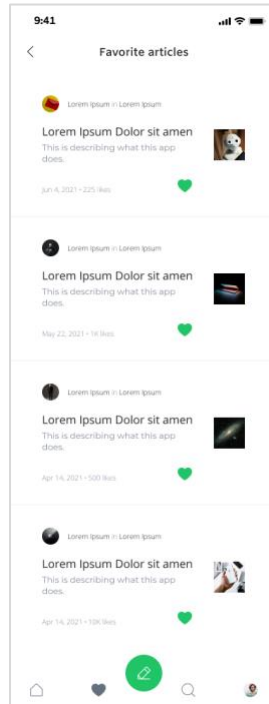 9:41
Favorite articles
Lorem Ipsum in Lorem Ipsum
Lorem Ipsum Dolor sit amen
This is describing what this app
does.
Jun 4, 2021 • 225 likes
Lorem Ipsum in Lorem Ipsum
Lorem Ipsum Dolor sit amen
This is describing what this app
does.
May 22, 2021 • 1K likes
Lorem Ipsum in Lorem Ipsum
Lorem Ipsum Dolor sit amen
This is describing what this app
does.
Apr 14, 2021 • 500 likes
Lorem Ipsum in Lorem Ipsum
Lorem Ipsum Dolor sit amen
This is describing what this app
does.
Apr 14, 2021 • 10K likes